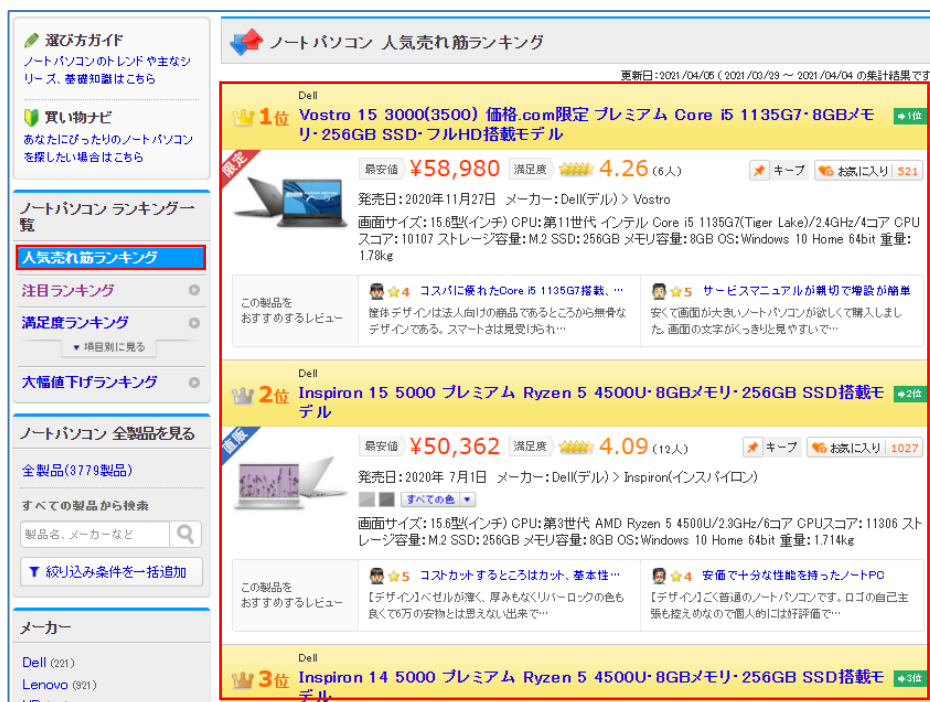 選び方ガイド
ノートパソコンのトレンドや主なシ
リーズ、基礎知識はこちら
買い物ナビ
あなたにぴったりのノートパソコン
を探したい場合はこちら
ノートパソコン ランキング一
覧
人気売れ筋ランキング
注目ランキング
満足度ランキング
▼ 項目別に見る
大幅値下げランキング
ノートパソコン 全製品を見る
全製品(3779製品)
すべての製品から検索
製品名、メーカーなど
絞り込み条件を一括追加
メーカー
Dell (221)
Lenovo (921)
ノートパソコン 人気売れ筋ランキング
更新日:2021/04/05 ( 2021/03/29 ～ 2021/04/04 の集計結果です
Dell
1位 Vostro 15 3000(3500) 価格.com限定 プレミアム Core i5 1135G7・8GBメモ
リ・256GB SSD・フルHD搭載モデル
➡1位
限定
最安値 ¥58,980 満足度 4.26 (6人) キープ お気に入り 521
発売日:2020年11月27日 メーカー:Dell(デル) > Vostro
画面サイズ:15.6型(インチ) CPU:第11世代 インテル Core i5 1135G7(Tiger Lake)/2.4GHz/4コア CPU
スコア:10107 ストレージ容量:M.2 SSD:256GB メモリ容量:8GB OS:Windows 10 Home 64bit 重量:
1.78kg
この製品を
おすすめするレビュー
4 コスパに優れたCore i5 1135G7搭載、…
筐体デザインは法人向けの商品であるところから無骨な
デザインである。スマートさは見受けられ…
5 サービスマニュアルが親切で増設が簡単
安くて画面が大きいノートパソコンが欲しくて購入しまし
た。画面の文字がくっきりと見やすいで…
Dell
2位 Inspiron 15 5000 プレミアム Ryzen 5 4500U・8GBメモリ・256GB SSD搭載モ
デル
➡2位
直販
最安値 ¥50,362 満足度 4.09 (12人) キープ お気に入り 1027
発売日:2020年 7月1日 メーカー:Dell(デル) > Inspiron(インスパイロン)
すべての色 ▼
画面サイズ:15.6型(インチ) CPU:第3世代 AMD Ryzen 5 4500U/2.3GHz/6コア CPUスコア:11306 スト
レージ容量:M.2 SSD:256GB メモリ容量:8GB OS:Windows 10 Home 64bit 重量:1.714kg
この製品を
おすすめするレビュー
5 コストカットするところはカット、基本性…
【デザイン】ベゼルが薄く、厚みもなくリバーロックの色も
良くて6万の安物とは思えない出来で…
4 安価で十分な性能を持ったノートPC
【デザイン】ごく普通のノートパソコンです。ロゴの自己主
張も控えめなので個人的には好評価で…
Dell
3位 Inspiron 14 5000 プレミアム Ryzen 5 4500U・8GBメモリ・256GB SSD搭載モ
デル
➡3位